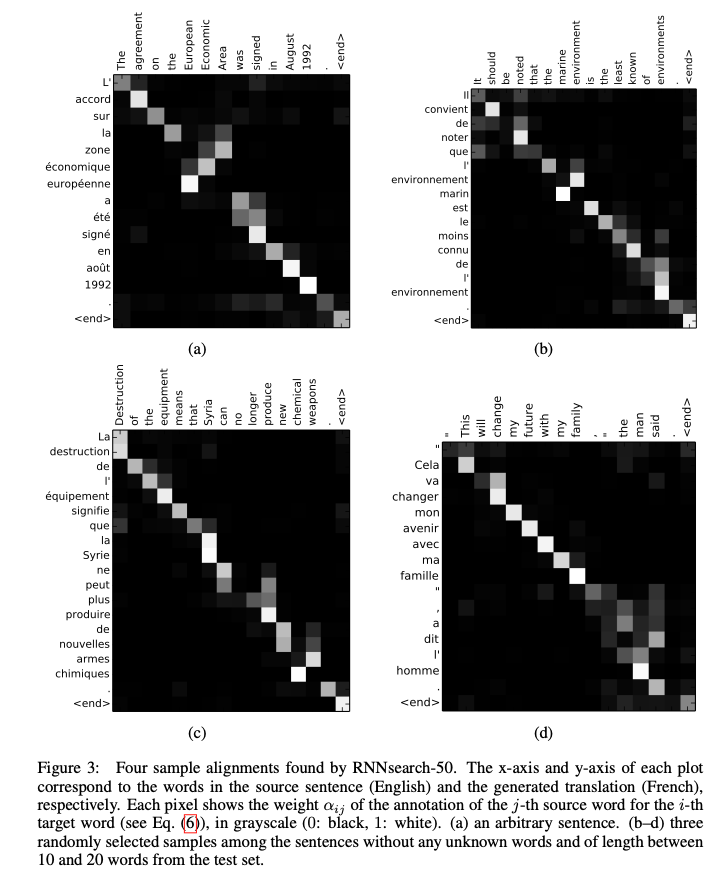 The agreement on the European Economic Area was signed in August 1992 . <end>
L'
accord
sur
la
zone
économique
européenne
a
été
signé
en
août
1992
.
<end>
(a)
It should be noted that the marine environment is the least known of environments . <end>
Il
convient
de
noter
que
l'
environnement
marin
est
le
moins
connu
de
l'
environnement
.
<end>
(b)
Destruction of the equipment means that Syria can no longer produce new chemical weapons . <end>
La
destruction
de
l'
équipement
signifie
que
la
Syrie
ne
peut
plus
produire
de
nouvelles
armes
chimiques
.
<end>
(c)
" This will change my future with my family , " the man said . <end>
"
Cela
va
changer
mon
avenir
avec
ma
famille
"
,
a
dit
l'
homme
.
<end>
(d)
Figure 3: Four sample alignments found by RNNsearch-50. The x-axis and y-axis of each plot
correspond to the words in the source sentence (English) and the generated translation (French),
respectively. Each pixel shows the weight αij of the annotation of the j-th source word for the i-th
target word (see Eq. (6)), in grayscale (0: black, 1: white). (a) an arbitrary sentence. (b–d) three
randomly selected samples among the sentences without any unknown words and of length between
10 and 20 words from the test set.